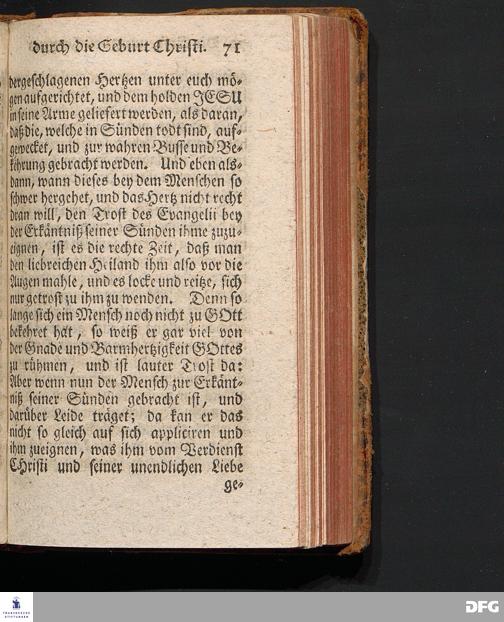 durch die Geburt Christi. 71
dergeschlagenen Hertzen unter euch mö-
gen aufgerichtet, und dem holden JESU
in seine Arme geliefert werden, als daran,
daß die, welche in Sünden todt sind, auf-
gewecket, und zur wahren Busse und Be-
kehrung gebracht werden. Und eben als-
dann, wann dieses bey dem Menschen so
schwer hergehet, und das Hertz nicht recht
dran will, den Trost des Evangelii bey
der Erkäntniß seiner Sünden ihme zuzu-
eignen, ist es die rechte Zeit, daß man
den liebreichen Heiland ihm also vor die
Augen mahle, und es locke und reitze, sich
nur getrost zu ihm zu wenden. Denn so
lange sich ein Mensch noch nicht zu GOtt
bekehret hat, so weiß er gar viel von
der Gnade und Barmhertzigkeit GOttes
zu rühmen, und ist lauter Trost da:
Aber wenn nun der Mensch zur Erkänt-
niß seiner Sünden gebracht ist, und
darüber Leide träget; da kan er das
nicht so gleich auf sich appliciren und
ihm zueignen, was ihm vom Verdienst
Christi und seiner unendlichen Liebe
ge-
FRANCKESCHE
STIFTUNGEN
DFG